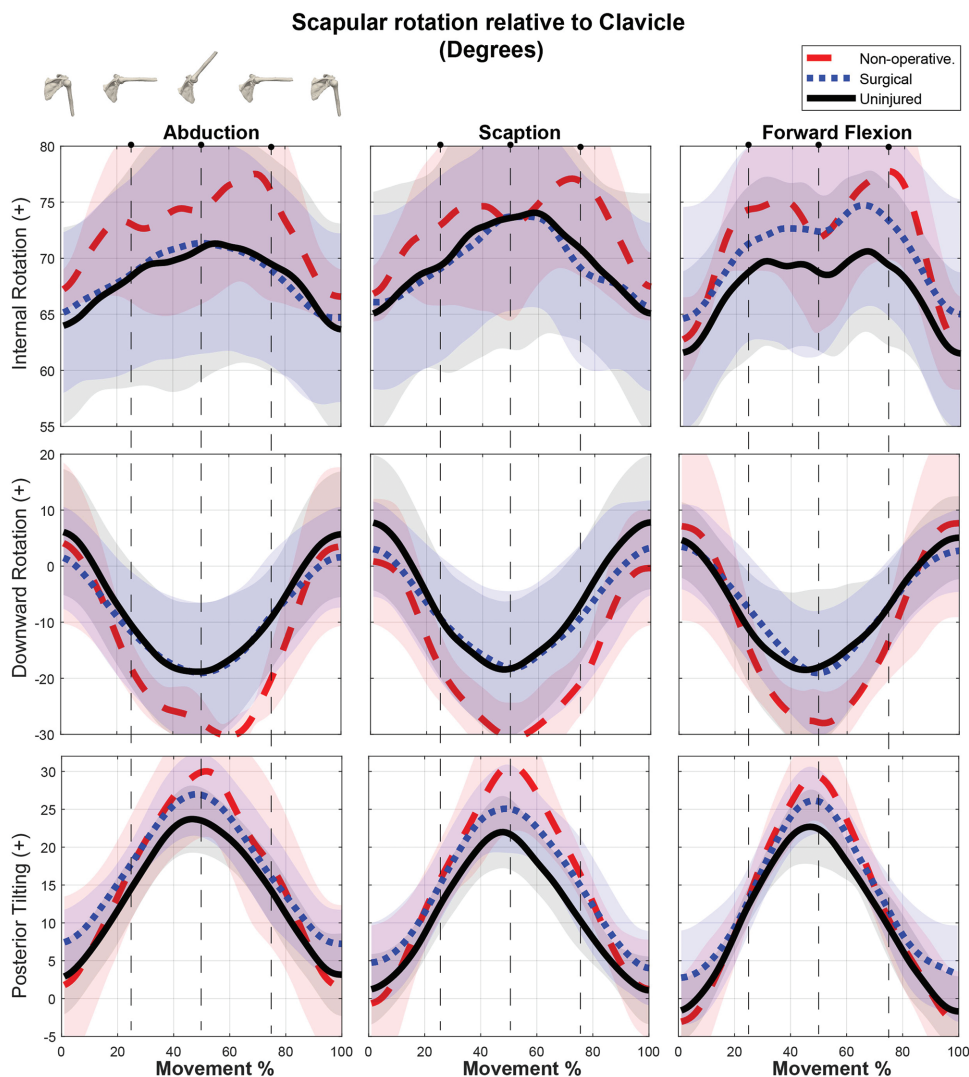 Scapular rotation relative to Clavicle
(Degrees)
Non-operative.
Surgical
Uninjured
Abduction
Scaption
Forward Flexion
Internal Rotation (+)
80
75
70
65
60
55
Downward Rotation (+)
20
10
0
-10
-20
-30
Posterior Tilting (+)
30
25
20
15
10
5
0
-5
0 20 40 60 80 100
0 20 40 60 80 100
0 20 40 60 80 100
Movement %
Movement %
Movement %